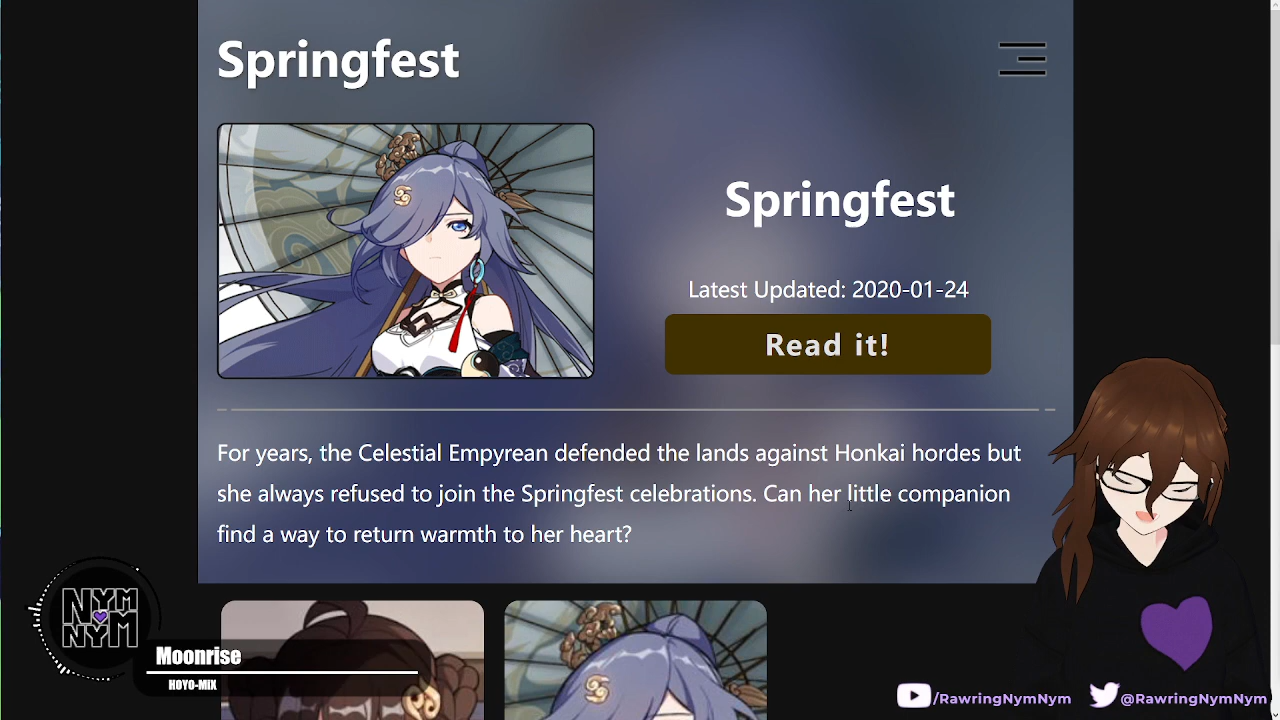 Springfest
Springfest
Latest Updated: 2020-01-24
Read it!
For years, the Celestial Empyrean defended the lands against Honkai hordes but
she always refused to join the Springfest celebrations. Can her little companion
find a way to return warmth to her heart?
NYM
NYM
Moonrise
HOYO-MIX
/RawringNymNym
@RawringNymNym